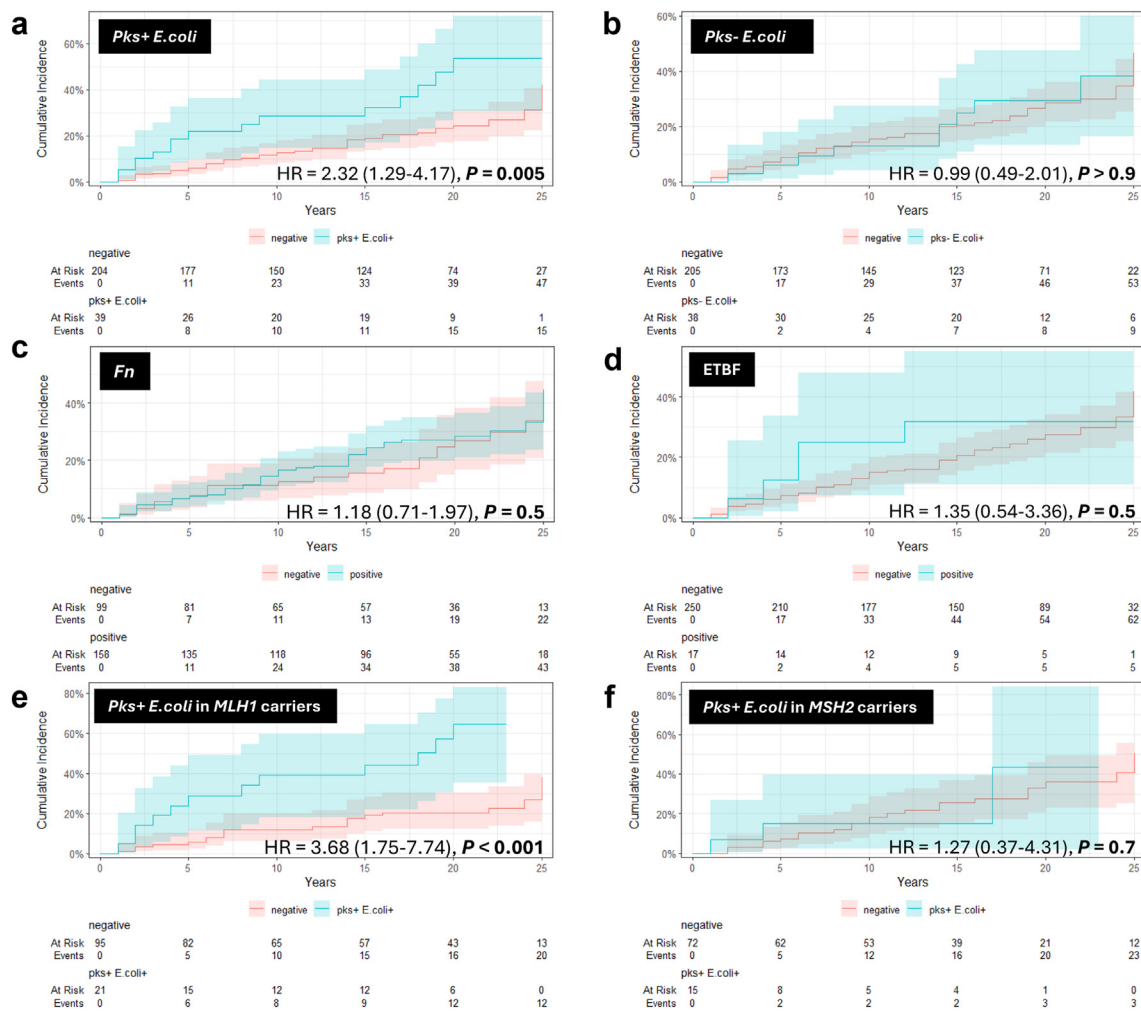 a
Pks+ E.coli
60%
40%
20%
0%
Cumulative Incidence
HR = 2.32 (1.29-4.17), P = 0.005
0 5 10 15 20 25
Years
negative pks+ E.coli+
negative
At Risk 204 177 150 124 74 27
Events 0 11 23 33 39 47
pks+ E.coli+
At Risk 39 26 20 19 9 1
Events 0 8 10 11 15 15
b
Pks- E.coli
60%
40%
20%
0%
Cumulative Incidence
HR = 0.99 (0.49-2.01), P > 0.9
0 5 10 15 20 25
Years
negative pks- E.coli+
negative
At Risk 205 173 145 123 71 22
Events 0 17 29 37 46 53
pks- E.coli+
At Risk 38 30 25 20 12 6
Events 0 2 4 7 8 9
c
Fn
40%
20%
0%
Cumulative Incidence
HR = 1.18 (0.71-1.97), P = 0.5
0 5 10 15 20 25
Years
negative positive
negative
At Risk 99 81 65 57 36 13
Events 0 7 11 13 19 22
positive
At Risk 158 135 118 96 55 18
Events 0 11 24 34 38 43
d
ETBF
40%
20%
0%
Cumulative Incidence
HR = 1.35 (0.54-3.36), P = 0.5
0 5 10 15 20 25
Years
negative positive
negative
At Risk 250 210 177 150 89 32
Events 0 17 33 44 54 62
positive
At Risk 17 14 12 9 5 1
Events 0 2 4 5 5 5
e
Pks+ E.coli in MLH1 carriers
80%
60%
40%
20%
0%
Cumulative Incidence
HR = 3.68 (1.75-7.74), P < 0.001
0 5 10 15 20 25
Years
negative pks+ E.coli+
negative
At Risk 95 82 65 57 43 13
Events 0 5 10 15 16 20
pks+ E.coli+
At Risk 21 15 12 12 6 0
Events 0 6 8 9 12 12
f
Pks+ E.coli in MSH2 carriers
80%
60%
40%
20%
0%
Cumulative Incidence
HR = 1.27 (0.37-4.31), P = 0.7
0 5 10 15 20 25
Years
negative pks+ E.coli+
negative
At Risk 72 62 53 39 21 12
Events 0 5 12 16 20 23
pks+ E.coli+
At Risk 15 8 5 4 1 0
Events 0 2 2 2 3 3